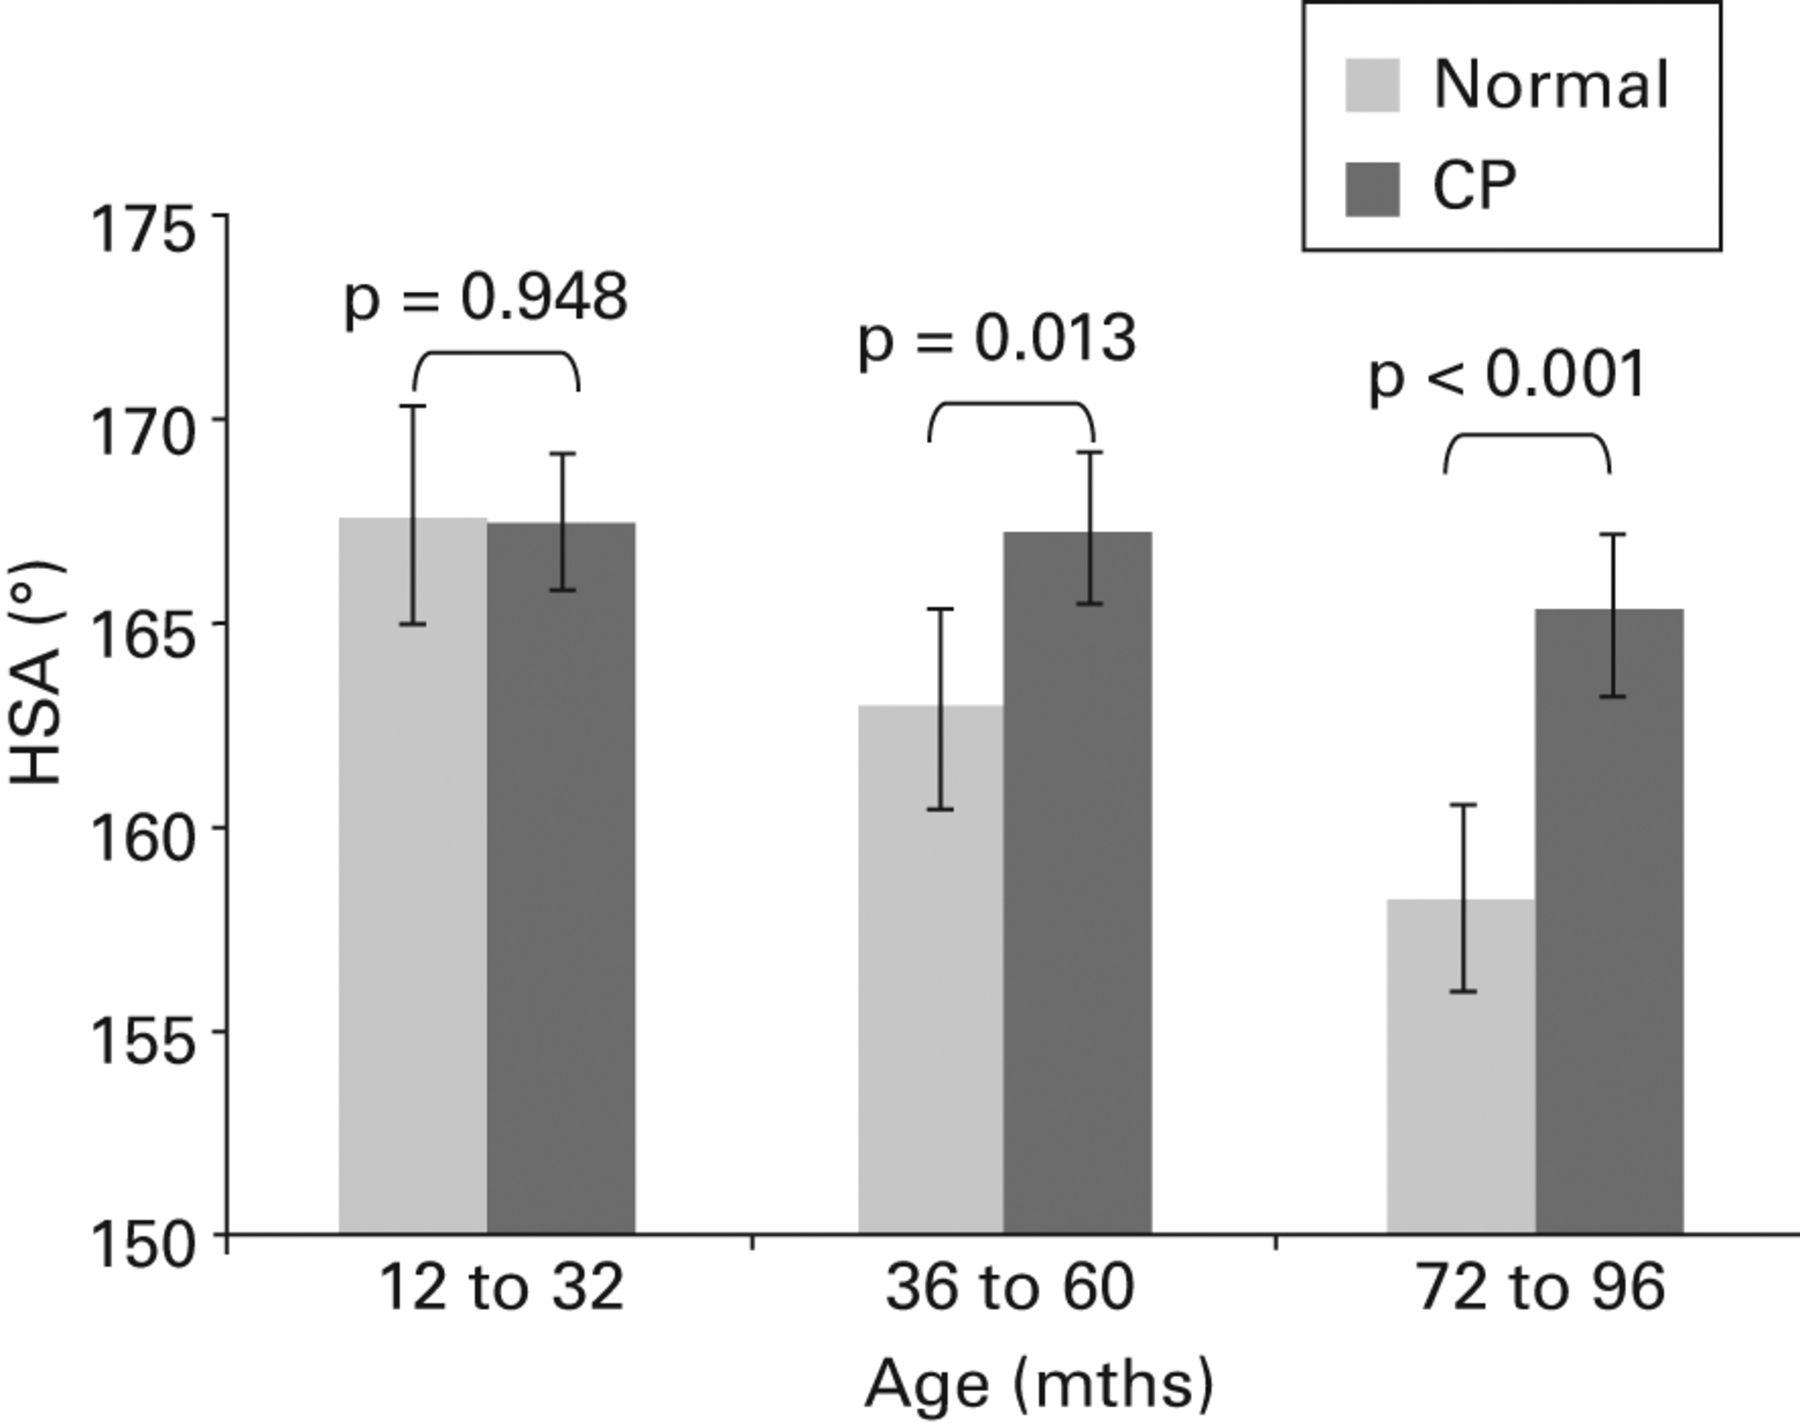 Normal
CP
175
p = 0.948
p = 0.013
p < 0.001
170
165
160
155
150
HSA (°)
12 to 32
36 to 60
72 to 96
Age (mths)